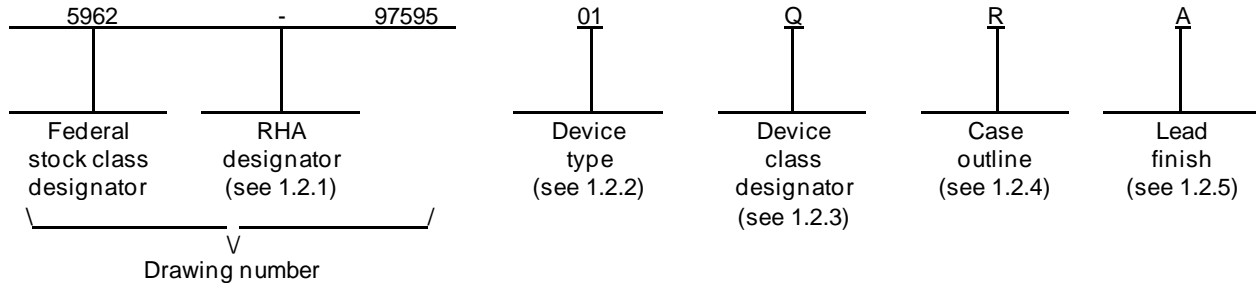 5962 - 97595 01 Q R A
Federal stock class designator
RHA designator (see 1.2.1)
Device type (see 1.2.2)
Device class designator (see 1.2.3)
Case outline (see 1.2.4)
Lead finish (see 1.2.5)
\ /
\/
Drawing number